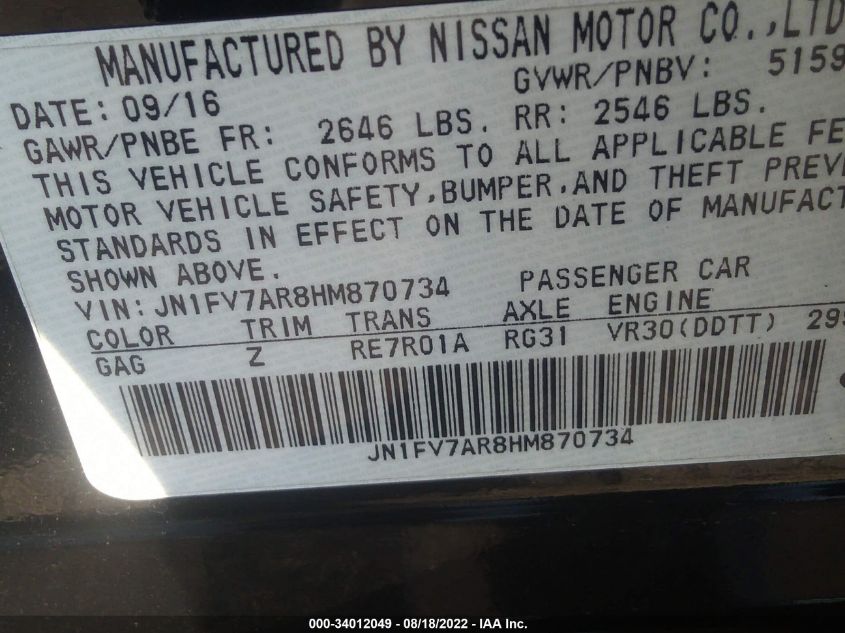 MANUFACTURED BY NISSAN MOTOR CO.,LTD
DATE: 09/16 GVWR/PNBV: 5159
GAWR/PNBE FR: 2646 LBS. RR: 2546 LBS.
THIS VEHICLE CONFORMS TO ALL APPLICABLE FE
MOTOR VEHICLE SAFETY,BUMPER,AND THEFT PREV
STANDARDS IN EFFECT ON THE DATE OF MANUFACT
SHOWN ABOVE.
VIN: JN1FV7AR8HM870734 PASSENGER CAR
COLOR TRIM TRANS AXLE ENGINE
GAG Z RE7R01A RG31 VR30(DDTT) 299
JN1FV7AR8HM870734
000-34012049 - 08/18/2022 - IAA Inc.